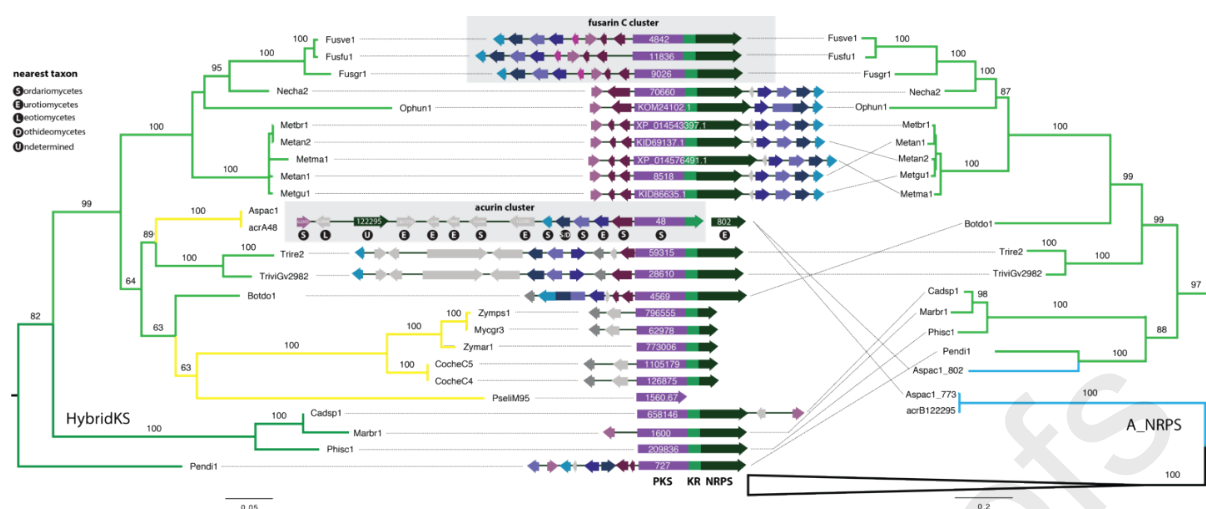 fusarin C cluster
nearest taxon
Sordariomycetes
Eurotiomycetes
Leotiomycetes
Dothideomycetes
Undetermined
100 Fusve1 4842 Fusve1 100
100 Fusfu1 11836 Fusfu1 100
95 Fusgr1 9026 Fusgr1 100
Necha2 70660 Necha2 87
Ophun1 KOM24102.1 Ophun1
100 Metbr1 XP_014543397.1 Metbr1 100
Metan2 KID69137.1 Metan1
Metma1 XP_014576491.1 Metan2
100 Metan1 8518 Metgu1 100
Metgu1 KID86635.1 Metma1
99
acurin cluster
100 Aspac1 122295 48 802 99
acrA48 Botdo1 99
S L U E E E S E S S/D S E S S E
89 100 Trire2 59315 Trire2
64 TriviGv2982 28610 TriviGv2982 100
63 Botdo1 4569 Cadsp1 98 97
100 Zymps1 796555 Marbr1
82 100 Mycgr3 62978 Phisc1 100 88
Zymar1 773006 Pendi1
63 100 CocheC5 1105179 Aspac1_802 100
CocheC4 126875 Aspac1_773 100
PseliM95 1560.67 acrB122295
HybridKS Cadsp1 658146 A_NRPS
100 100 Marbr1 1600
Phisc1 209836
Pendi1 727 100
PKS KR NRPS
0.05 0.2